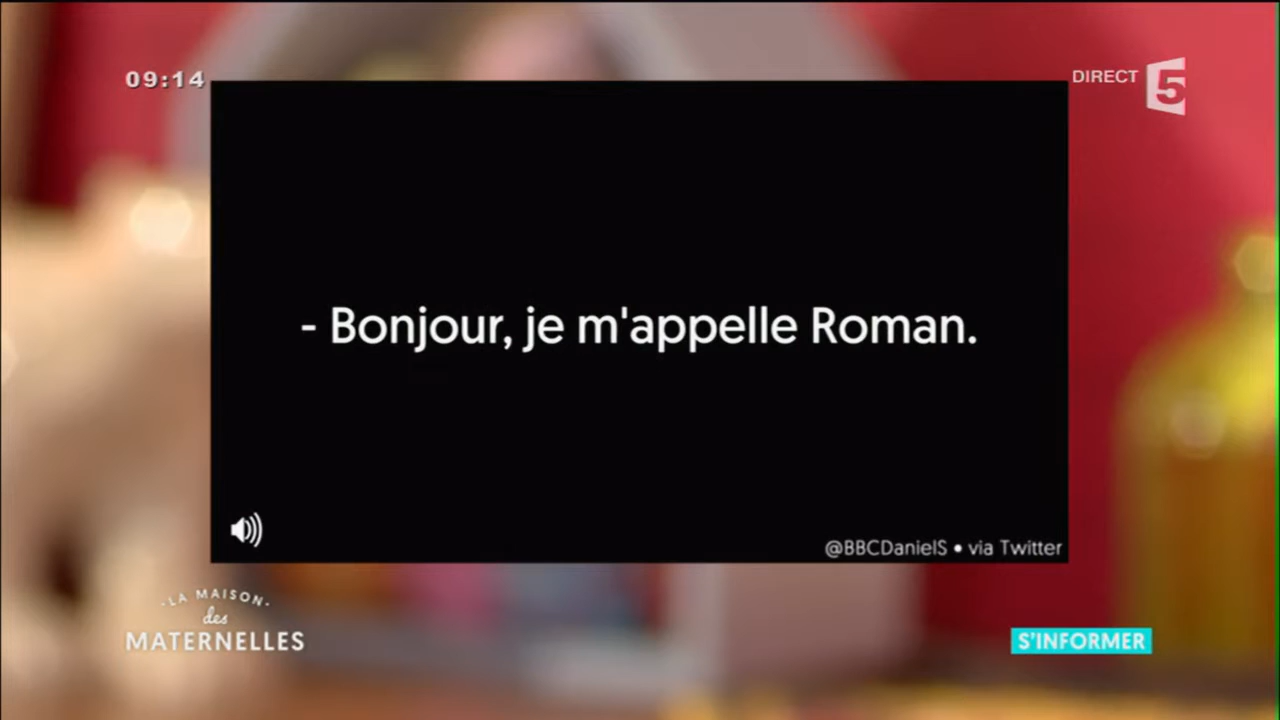 09:14
DIRECT 5
- Bonjour, je m'appelle Roman.
@BBCDanielS • via Twitter
-LA MAISON-
des
MATERNELLES
S'INFORMER